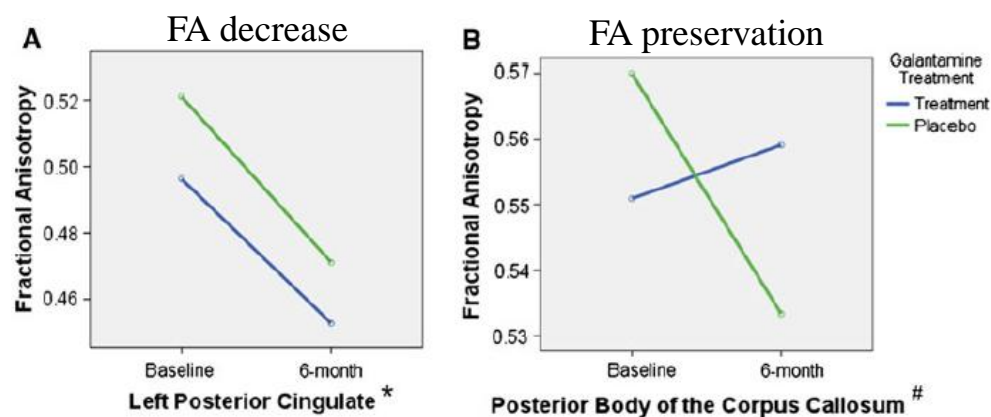 A
FA decrease
Fractional Anisotropy
0.52
0.50
0.48
0.46
Baseline
6-month
Left Posterior Cingulate *
B
FA preservation
Fractional Anisotropy
0.57
0.56
0.55
0.54
0.53
Baseline
6-month
Posterior Body of the Corpus Callosum #
Galantamine
Treatment
Treatment
Placebo